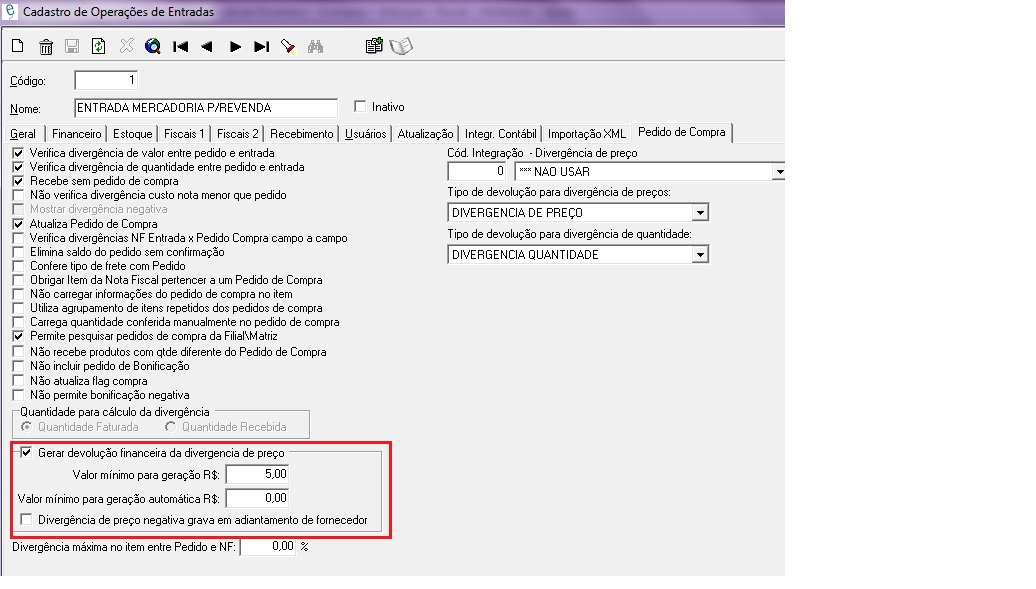 Cadastro de Operações de Entradas
Código: 1
Nome: ENTRADA MERCADORIA P/REVENDA Inativo
Geral Financeiro Estoque Fiscais 1 Fiscais 2 Recebimento Usuários Atualização Integr. Contábil Importação XML Pedido de Compra
Verifica divergência de valor entre pedido e entrada
Verifica divergência de quantidade entre pedido e entrada
Recebe sem pedido de compra
Não verifica divergência custo nota menor que pedido
Mostrar divergência negativa
Atualiza Pedido de Compra
Verifica divergências NF Entrada x Pedido Compra campo a campo
Elimina saldo do pedido sem confirmação
Confere tipo de frete com Pedido
Obrigar Item da Nota Fiscal pertencer a um Pedido de Compra
Não carregar informações do pedido de compra no item
Utiliza agrupamento de itens repetidos dos pedidos de compra
Carrega quantidade conferida manualmente no pedido de compra
Permite pesquisar pedidos de compra da Filial\Matriz
Não recebe produtos com qtde diferente do Pedido de Compra
Não incluir pedido de Bonificação
Não atualiza flag compra
Não permite bonificação negativa
Cód. Integração - Divergência de preço
0 *** NAO USAR
Tipo de devolução para divergência de preços:
DIVERGENCIA DE PREÇO
Tipo de devolução para divergência de quantidade:
DIVERGENCIA QUANTIDADE
Quantidade para cálculo da divergência
Quantidade Faturada Quantidade Recebida
Gerar devolução financeira da divergencia de preço
Valor mínimo para geração R$: 5,00
Valor mínimo para geração automática R$: 0,00
Divergência de preço negativa grava em adiantamento de fornecedor
Divergência máxima no item entre Pedido e NF: 0,00 %